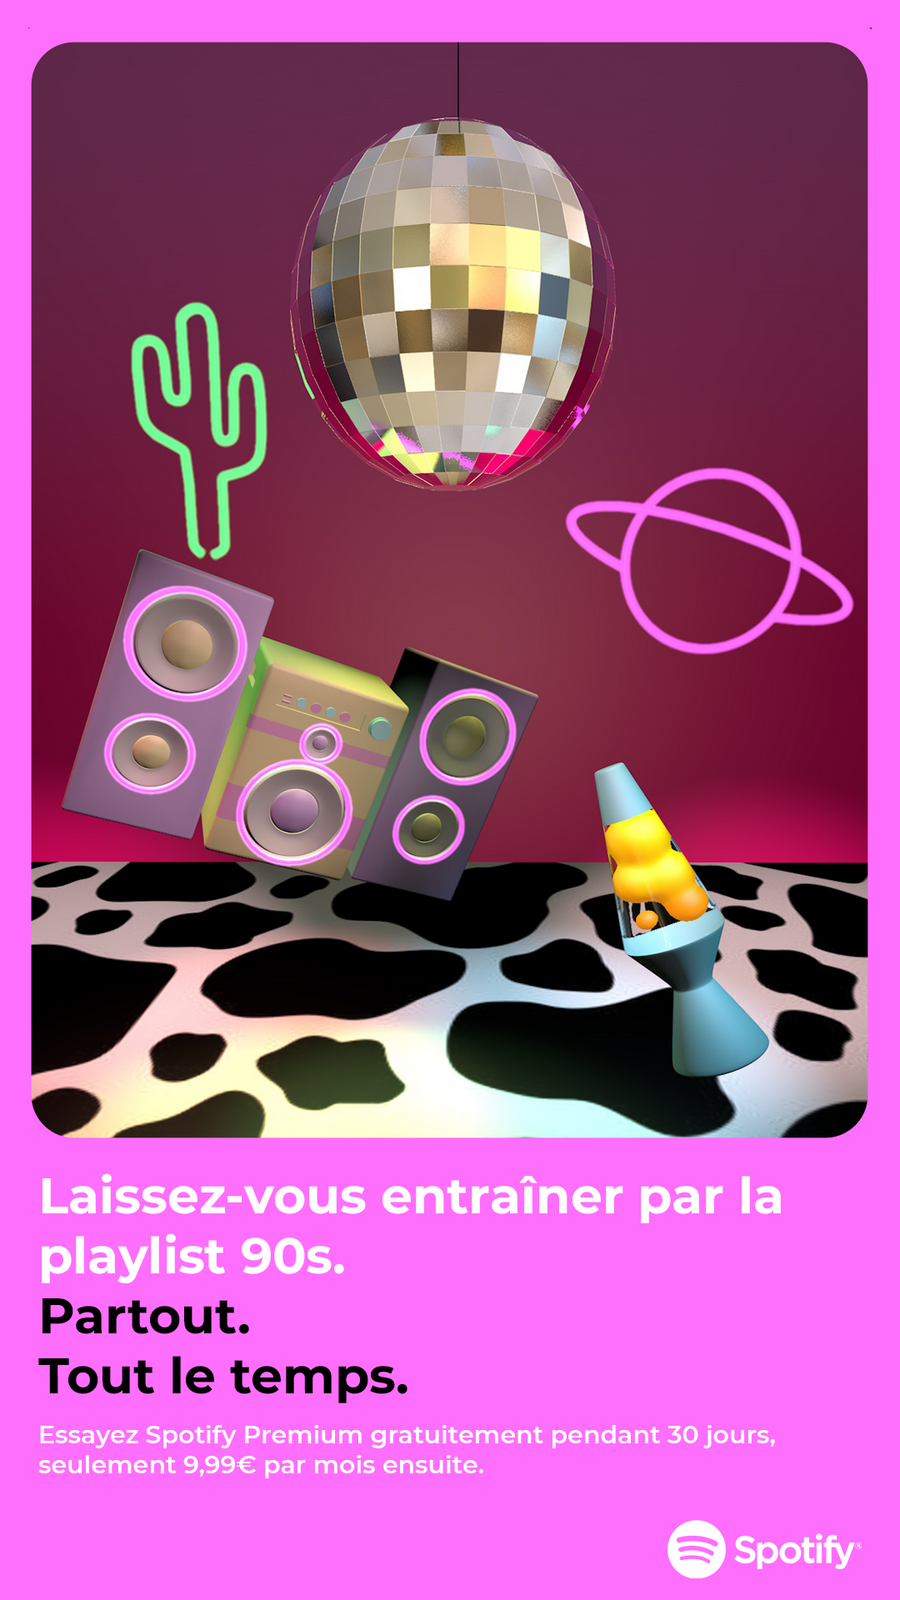 Laissez-vous entraîner par la
playlist 90s.
Partout.
Tout le temps.
Essayez Spotify Premium gratuitement pendant 30 jours,
seulement 9,99€ par mois ensuite.
Spotify®